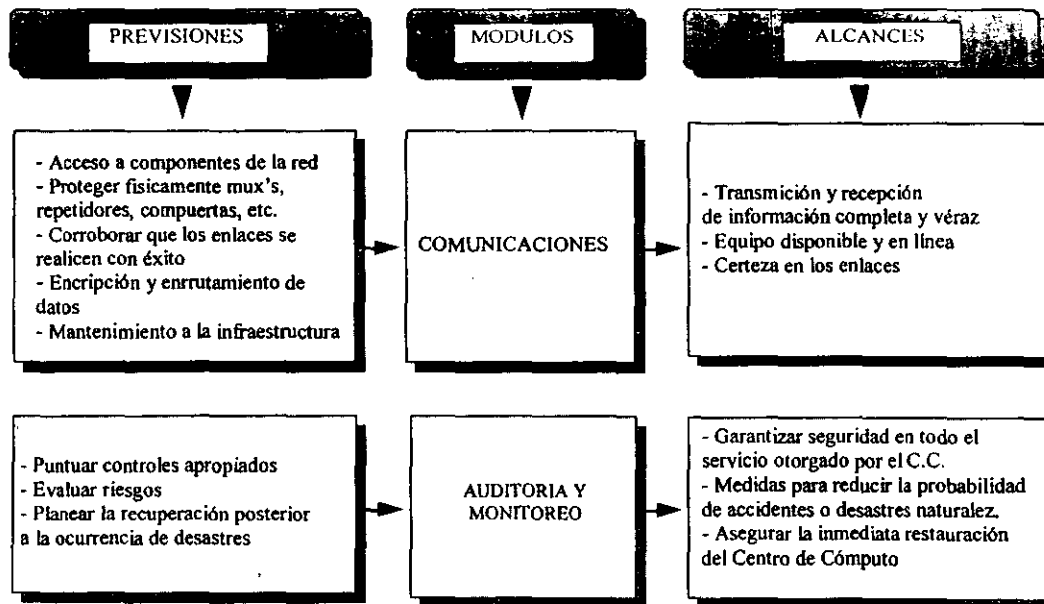 PREVISIONES
MODULOS
ALCANCES
- Acceso a componentes de la red
- Proteger fisicamente mux's,
repetidores, compuertas, etc.
- Corroborar que los enlaces se
realicen con éxito
- Encripción y enrrutamiento de
datos
- Mantenimiento a la infraestructura
COMUNICACIONES
- Transmición y recepción
de información completa y véraz
- Equipo disponible y en línea
- Certeza en los enlaces
- Puntuar controles apropiados
- Evaluar riesgos
- Planear la recuperación posterior
a la ocurrencia de desastres
AUDITORIA Y
MONITOREO
- Garantizar seguridad en todo el
servicio otorgado por el C.C.
- Medidas para reducir la probabilidad
de accidentes o desastres naturalez.
- Asegurar la inmediata restauración
del Centro de Cómputo